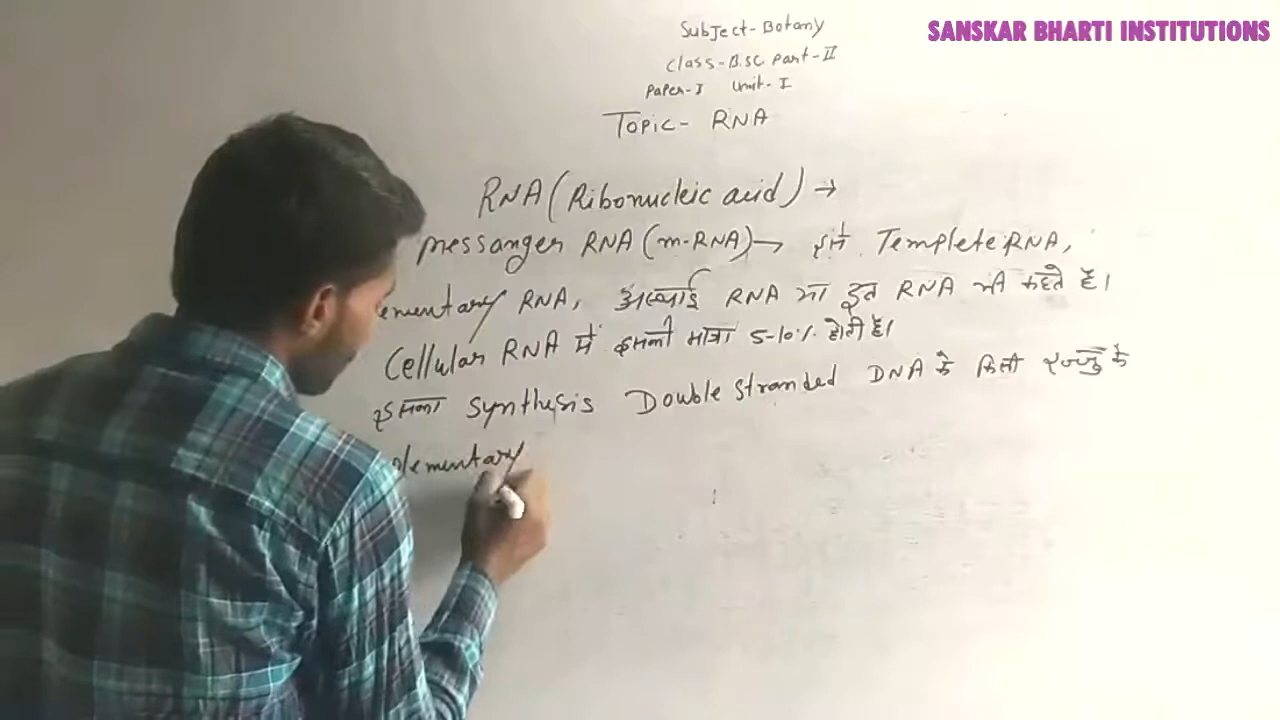 SANSKAR BHARTI INSTITUTIONS
Subject-Botany
Class-B.SC Part-II
Paper-I Unit-I
Topic- RNA
RNA (Ribonucleic acid) →
messanger RNA (m-RNA) → इसे Templete RNA,
ementary RNA, अस्थाई RNA या दूत RNA भी कहते है।
Cellular RNA में इसकी मात्रा 5-10% होती है।
इसका Synthesis Double Stranded DNA के किसी रज्जु के
lementary